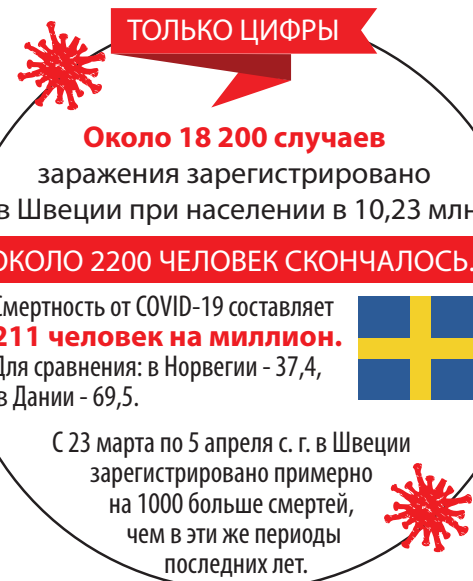 ТОЛЬКО ЦИФРЫ
Около 18 200 случаев
заражения зарегистрировано
в Швеции при населении в 10,23 млн
ОКОЛО 2200 ЧЕЛОВЕК СКОНЧАЛОСЬ.
Смертность от COVID-19 составляет
211 человек на миллион.
Для сравнения: в Норвегии - 37,4,
в Дании - 69,5.
С 23 марта по 5 апреля с. г. в Швеции
зарегистрировано примерно
на 1000 больше смертей,
чем в эти же периоды
последних лет.